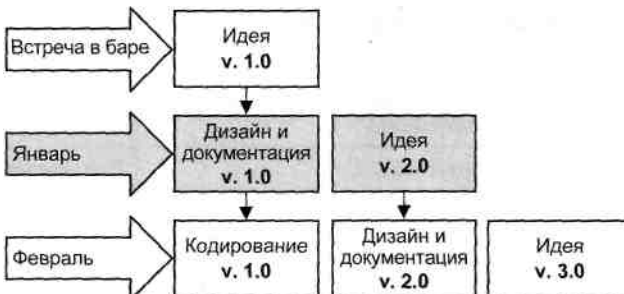 Встреча в баре
Идея
v. 1.0
Январь
Дизайн и
документация
v. 1.0
Идея
v. 2.0
Февраль
Кодирование
v. 1.0
Дизайн и
документация
v. 2.0
Идея
v. 3.0